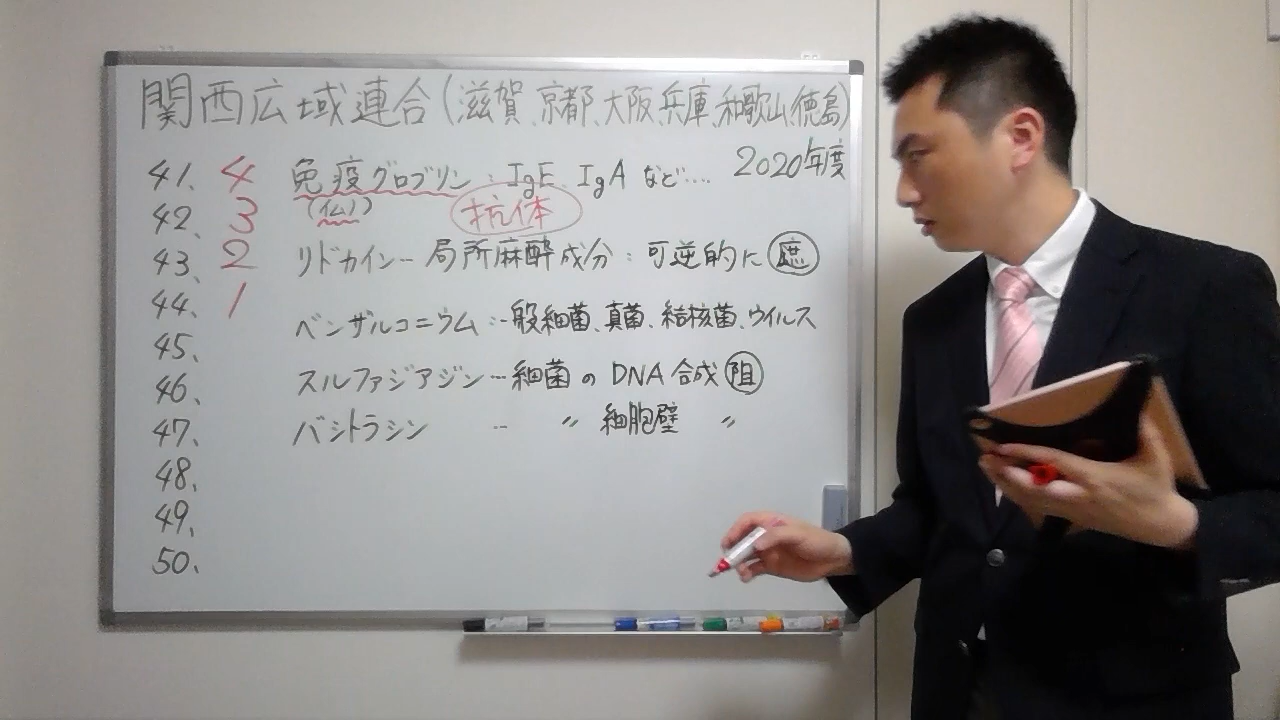 関西広域連合(滋賀、京都、大阪、兵庫、和歌山、徳島)
2020年度
41. 4 免疫グロブリン: IgE、IgA など....
42. 3 (イムノ) 抗体
43. 2 リドカイン… 局所麻酔成分: 可逆的に 遮
44. 1
ベンザルコニウム:…一般細菌、真菌、結核菌、ウイルス
45.
46. スルファジアジン…細菌の DNA合成 阻
47. バシトラシン … 〃 細胞壁 〃
48.
49.
50.